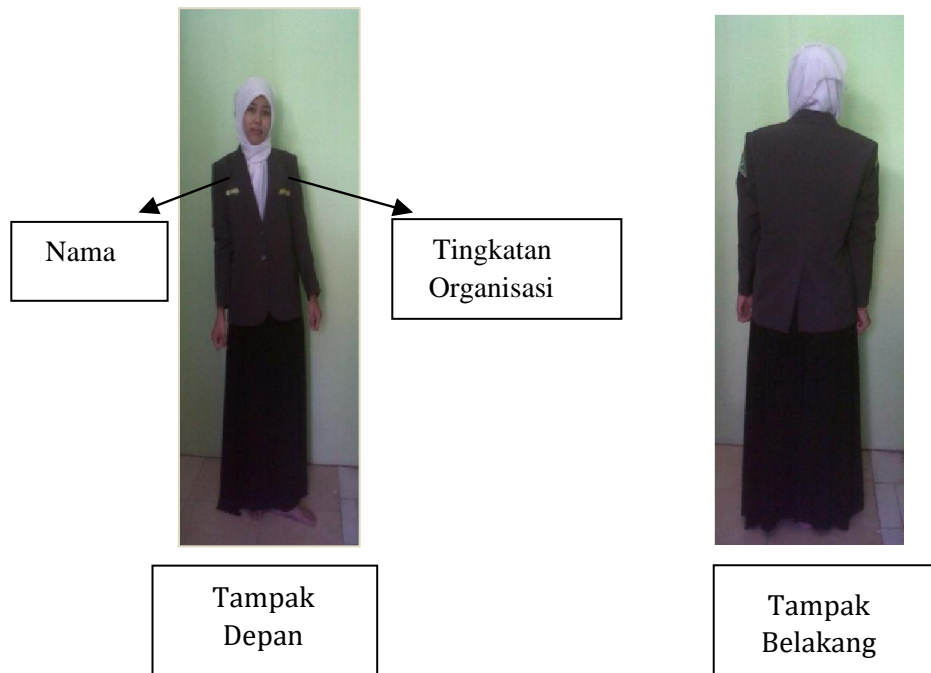 Nama
Tingkatan
Organisasi
Tampak
Depan
Tampak
Belakang